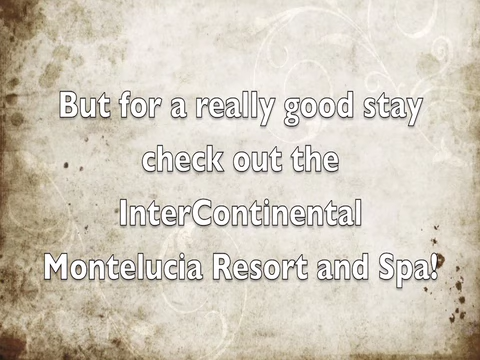 But for a really good stay
check out the
InterContinental
Montelucia Resort and Spa!